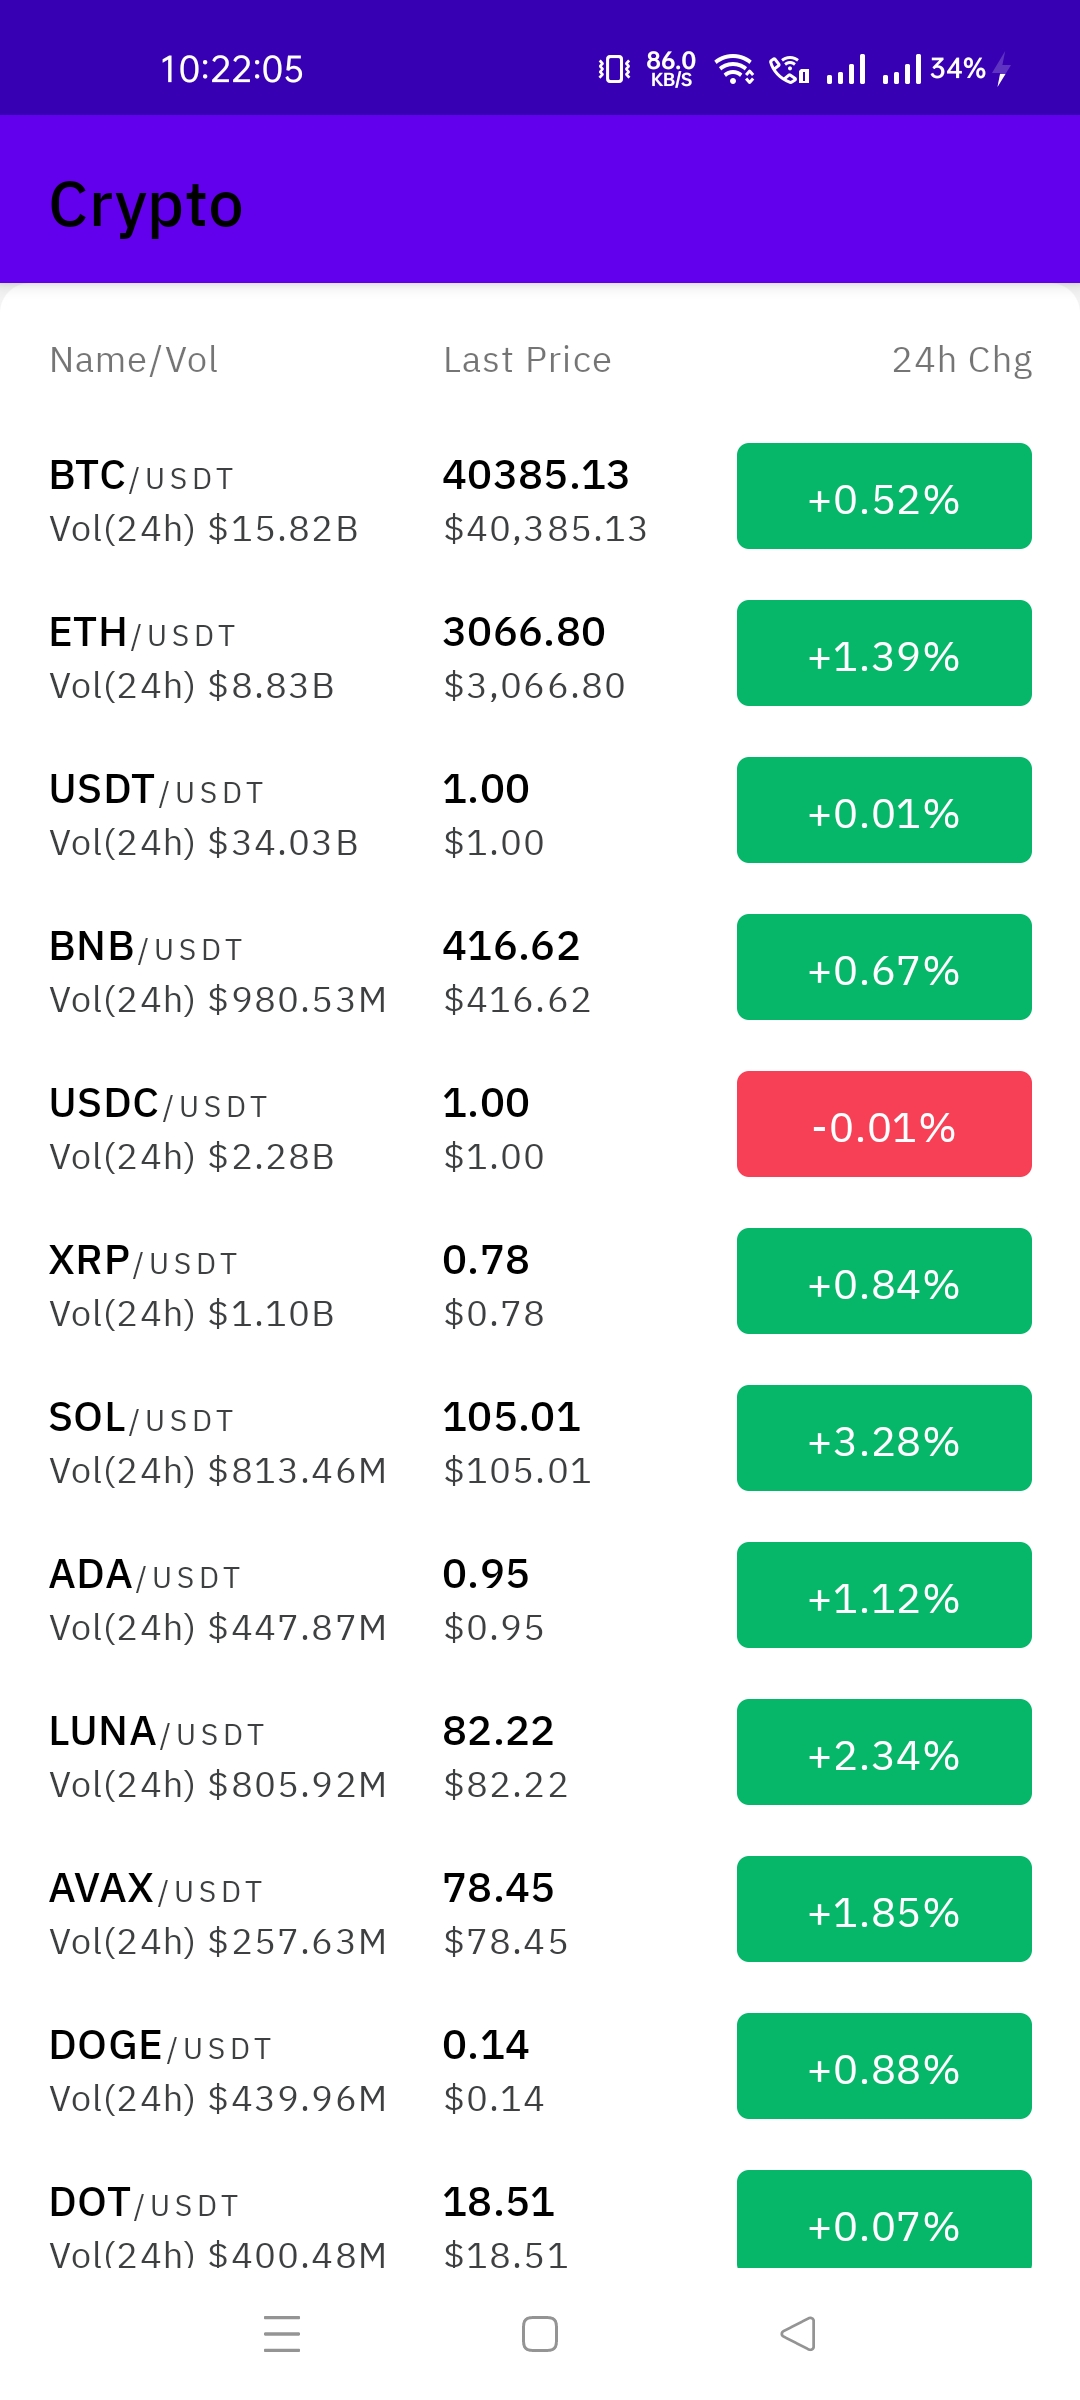 10:22:05 86.0 KB/S 34%
Crypto
Name/Vol Last Price 24h Chg
BTC/USDT 40385.13 +0.52%
Vol(24h) $15.82B $40,385.13
ETH/USDT 3066.80 +1.39%
Vol(24h) $8.83B $3,066.80
USDT/USDT 1.00 +0.01%
Vol(24h) $34.03B $1.00
BNB/USDT 416.62 +0.67%
Vol(24h) $980.53M $416.62
USDC/USDT 1.00 -0.01%
Vol(24h) $2.28B $1.00
XRP/USDT 0.78 +0.84%
Vol(24h) $1.10B $0.78
SOL/USDT 105.01 +3.28%
Vol(24h) $813.46M $105.01
ADA/USDT 0.95 +1.12%
Vol(24h) $447.87M $0.95
LUNA/USDT 82.22 +2.34%
Vol(24h) $805.92M $82.22
AVAX/USDT 78.45 +1.85%
Vol(24h) $257.63M $78.45
DOGE/USDT 0.14 +0.88%
Vol(24h) $439.96M $0.14
DOT/USDT 18.51 +0.07%
Vol(24h) $400.48M $18.51